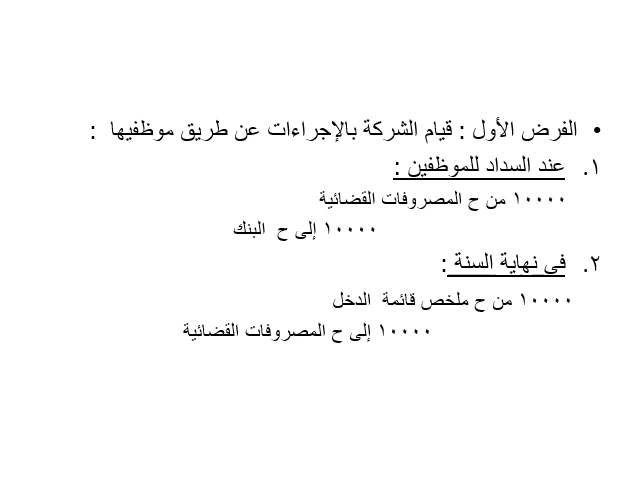 • الفرض الأول : قيام الشركة بالإجراءات عن طريق موظفيها :
١. عند السداد للموظفين :
١٠٠٠٠ من ح المصروفات القضائية
١٠٠٠٠ إلى ح البنك
٢. فى نهاية السنة :
١٠٠٠٠ من ح ملخص قائمة الدخل
١٠٠٠٠ إلى ح المصروفات القضائية